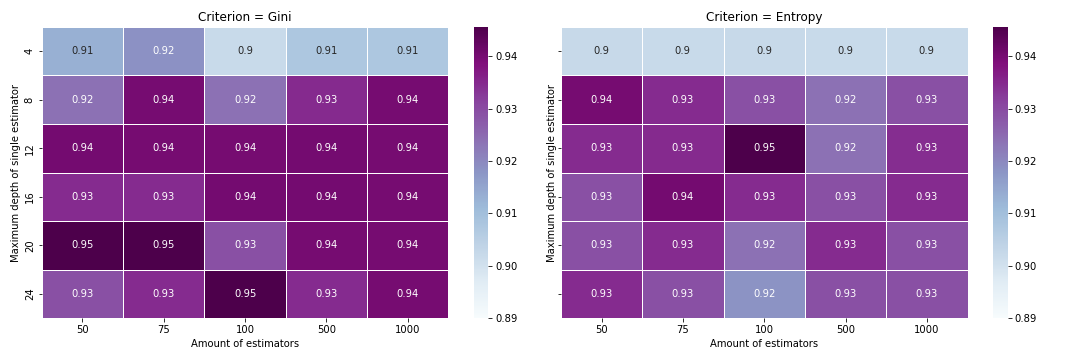 Criterion = Gini
Maximum depth of single estimator
4 0.91 0.92 0.9 0.91 0.91
8 0.92 0.94 0.92 0.93 0.94
12 0.94 0.94 0.94 0.94 0.94
16 0.93 0.93 0.94 0.94 0.94
20 0.95 0.95 0.93 0.94 0.94
24 0.93 0.93 0.95 0.93 0.94
50 75 100 500 1000
Amount of estimators
0.94
0.93
0.92
0.91
0.90
0.89
Criterion = Entropy
Maximum depth of single estimator
0.9 0.9 0.9 0.9 0.9
0.94 0.93 0.93 0.92 0.93
0.93 0.93 0.95 0.92 0.93
0.93 0.94 0.93 0.93 0.93
0.93 0.93 0.92 0.93 0.93
0.93 0.93 0.92 0.93 0.93
50 75 100 500 1000
Amount of estimators
0.94
0.93
0.92
0.91
0.90
0.89